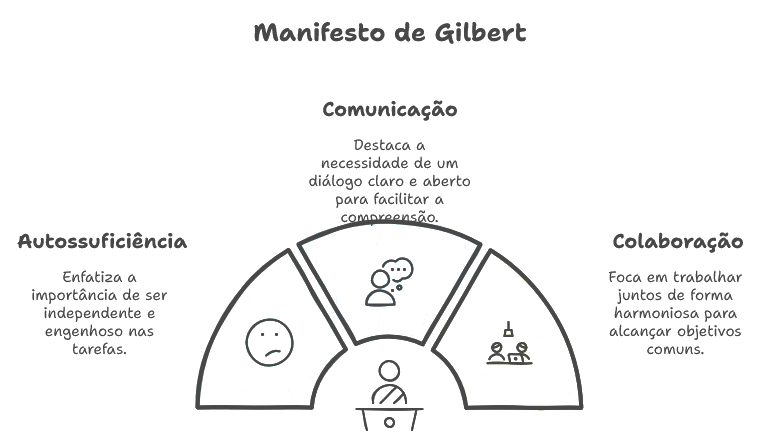 Manifesto de Gilbert
Comunicação
Destaca a
necessidade de um
diálogo claro e aberto
para facilitar a
compreensão.
Autossuficiência
Enfatiza a
importância de ser
independente e
engenhoso nas
tarefas.
Colaboração
Foca em trabalhar
juntos de forma
harmoniosa para
alcançar objetivos
comuns.